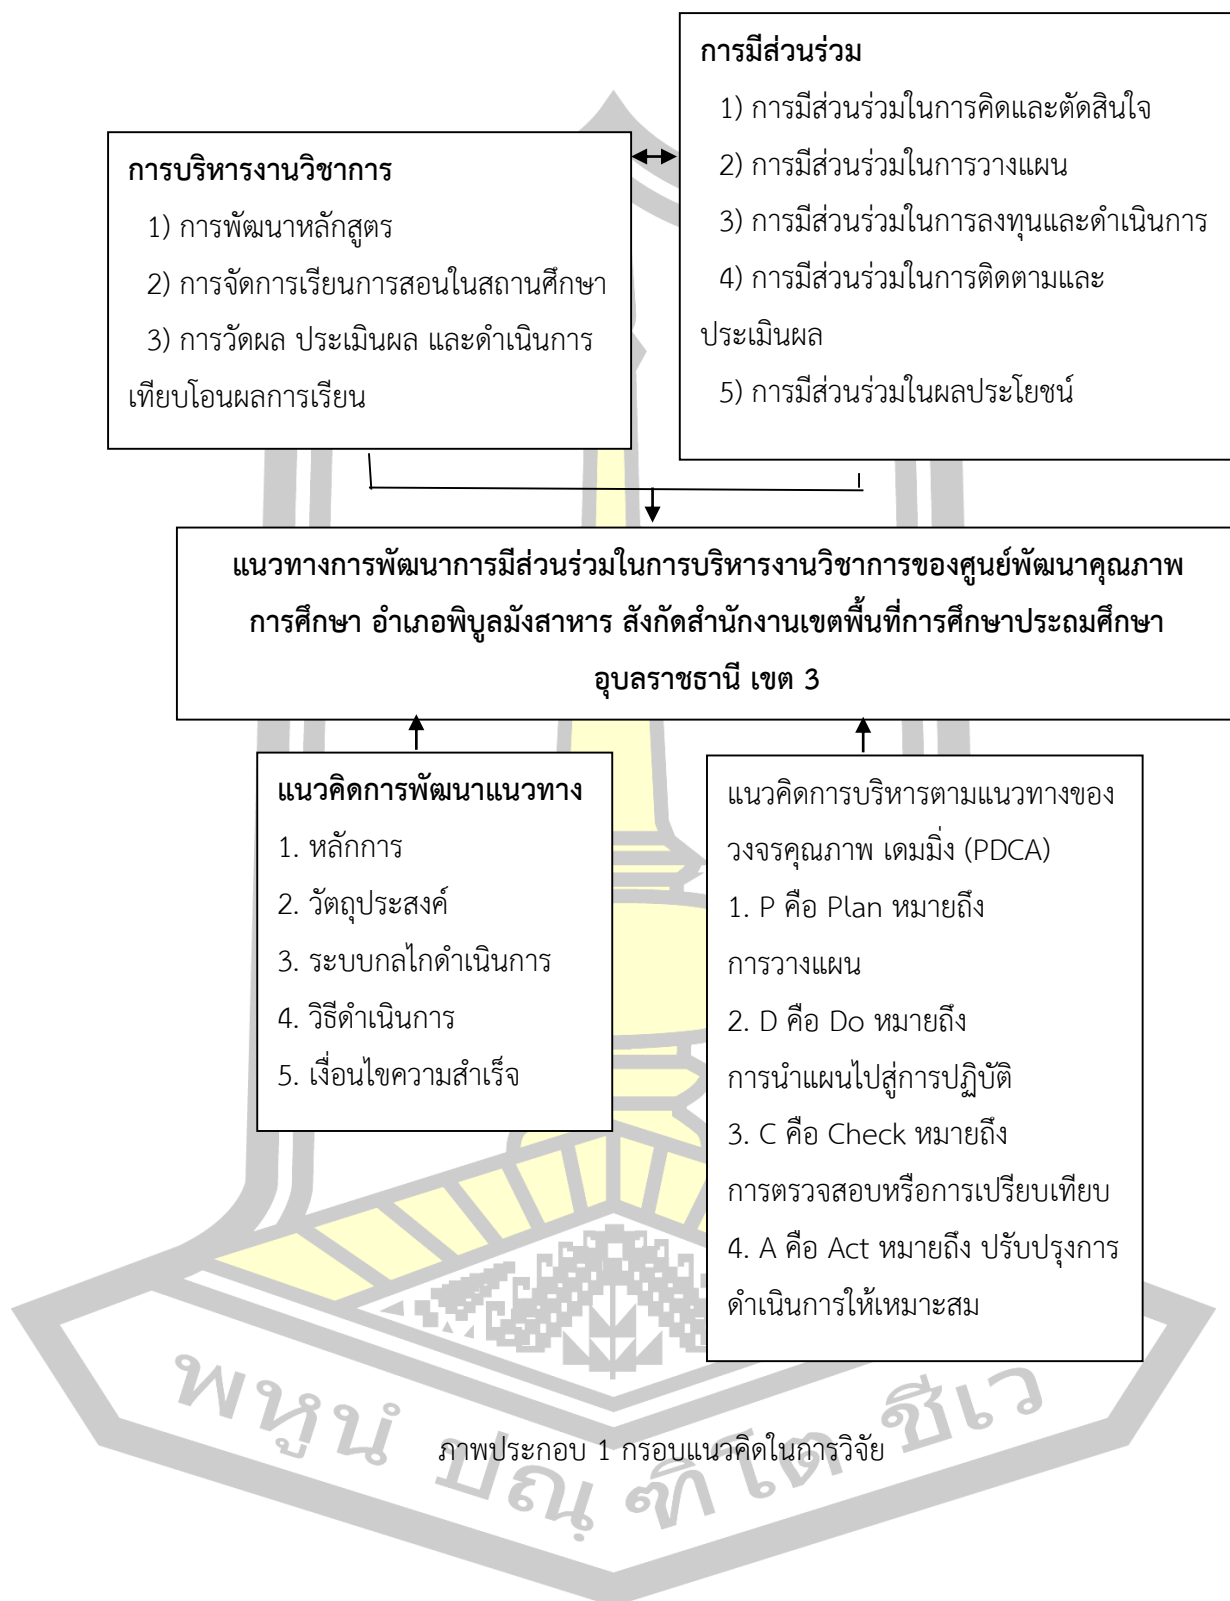 การมีส่วนร่วม
1) การมีส่วนร่วมในการคิดและตัดสินใจ
2) การมีส่วนร่วมในการวางแผน
3) การมีส่วนร่วมในการลงทุนและดำเนินการ
4) การมีส่วนร่วมในการติดตามและ
ประเมินผล
5) การมีส่วนร่วมในผลประโยชน์
การบริหารงานวิชาการ
1) การพัฒนาหลักสูตร
2) การจัดการเรียนการสอนในสถานศึกษา
3) การวัดผล ประเมินผล และดำเนินการ
เทียบโอนผลการเรียน
แนวทางการพัฒนาการมีส่วนร่วมในการบริหารงานวิชาการของศูนย์พัฒนาคุณภาพ
การศึกษา อำเภอพิบูลมังสาหาร สังกัดสำนักงานเขตพื้นที่การศึกษาประถมศึกษา
อุบลราชธานี เขต 3
แนวคิดการพัฒนาแนวทาง
1. หลักการ
2. วัตถุประสงค์
3. ระบบกลไกดำเนินการ
4. วิธีดำเนินการ
5. เงื่อนไขความสำเร็จ
แนวคิดการบริหารตามแนวทางของ
วงจรคุณภาพ เดมมิ่ง (PDCA)
1. P คือ Plan หมายถึง
การวางแผน
2. D คือ Do หมายถึง
การนำแผนไปสู่การปฏิบัติ
3. C คือ Check หมายถึง
การตรวจสอบหรือการเปรียบเทียบ
4. A คือ Act หมายถึง ปรับปรุงการ
ดำเนินการให้เหมาะสม
ภาพประกอบ 1 กรอบแนวคิดในการวิจัย
พหูนํ ปณฺฑิโต ชีเว